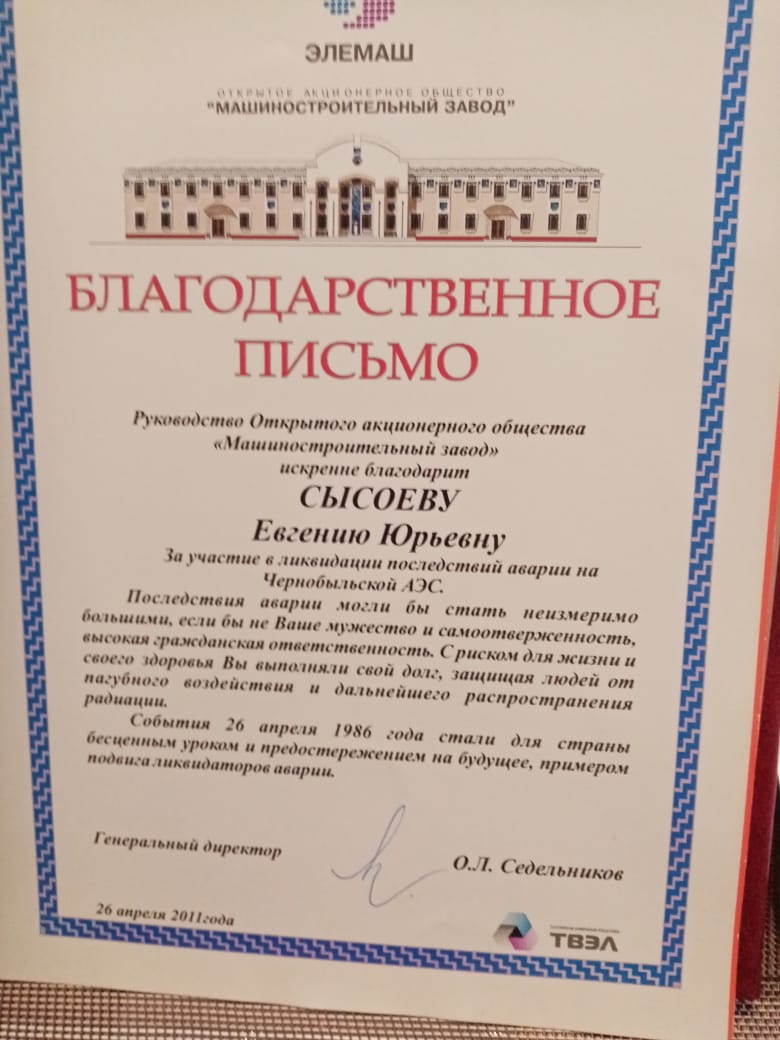 ЭЛЕМАШ
ОТКРЫТОЕ АКЦИОНЕРНОЕ ОБЩЕСТВО
"МАШИНОСТРОИТЕЛЬНЫЙ ЗАВОД"
БЛАГОДАРСТВЕННОЕ
ПИСЬМО
Руководство Открытого акционерного общества
«Машиностроительный завод»
искренне благодарит
СЫСОЕВУ
Евгению Юрьевну
За участие в ликвидации последствий аварии на
Чернобыльской АЭС.
Последствия аварии могли бы стать неизмеримо
большими, если бы не Ваше мужество и самоотверженность,
высокая гражданская ответственность. С риском для жизни и
своего здоровья Вы выполняли свой долг, защищая людей от
пагубного воздействия и дальнейшего распространения
радиации.
События 26 апреля 1986 года стали для страны
бесценным уроком и предостережением на будущее, примером
подвига ликвидаторов аварии.
Генеральный директор
О.Л. Седельников
26 апреля 2011года
ТВЭЛ